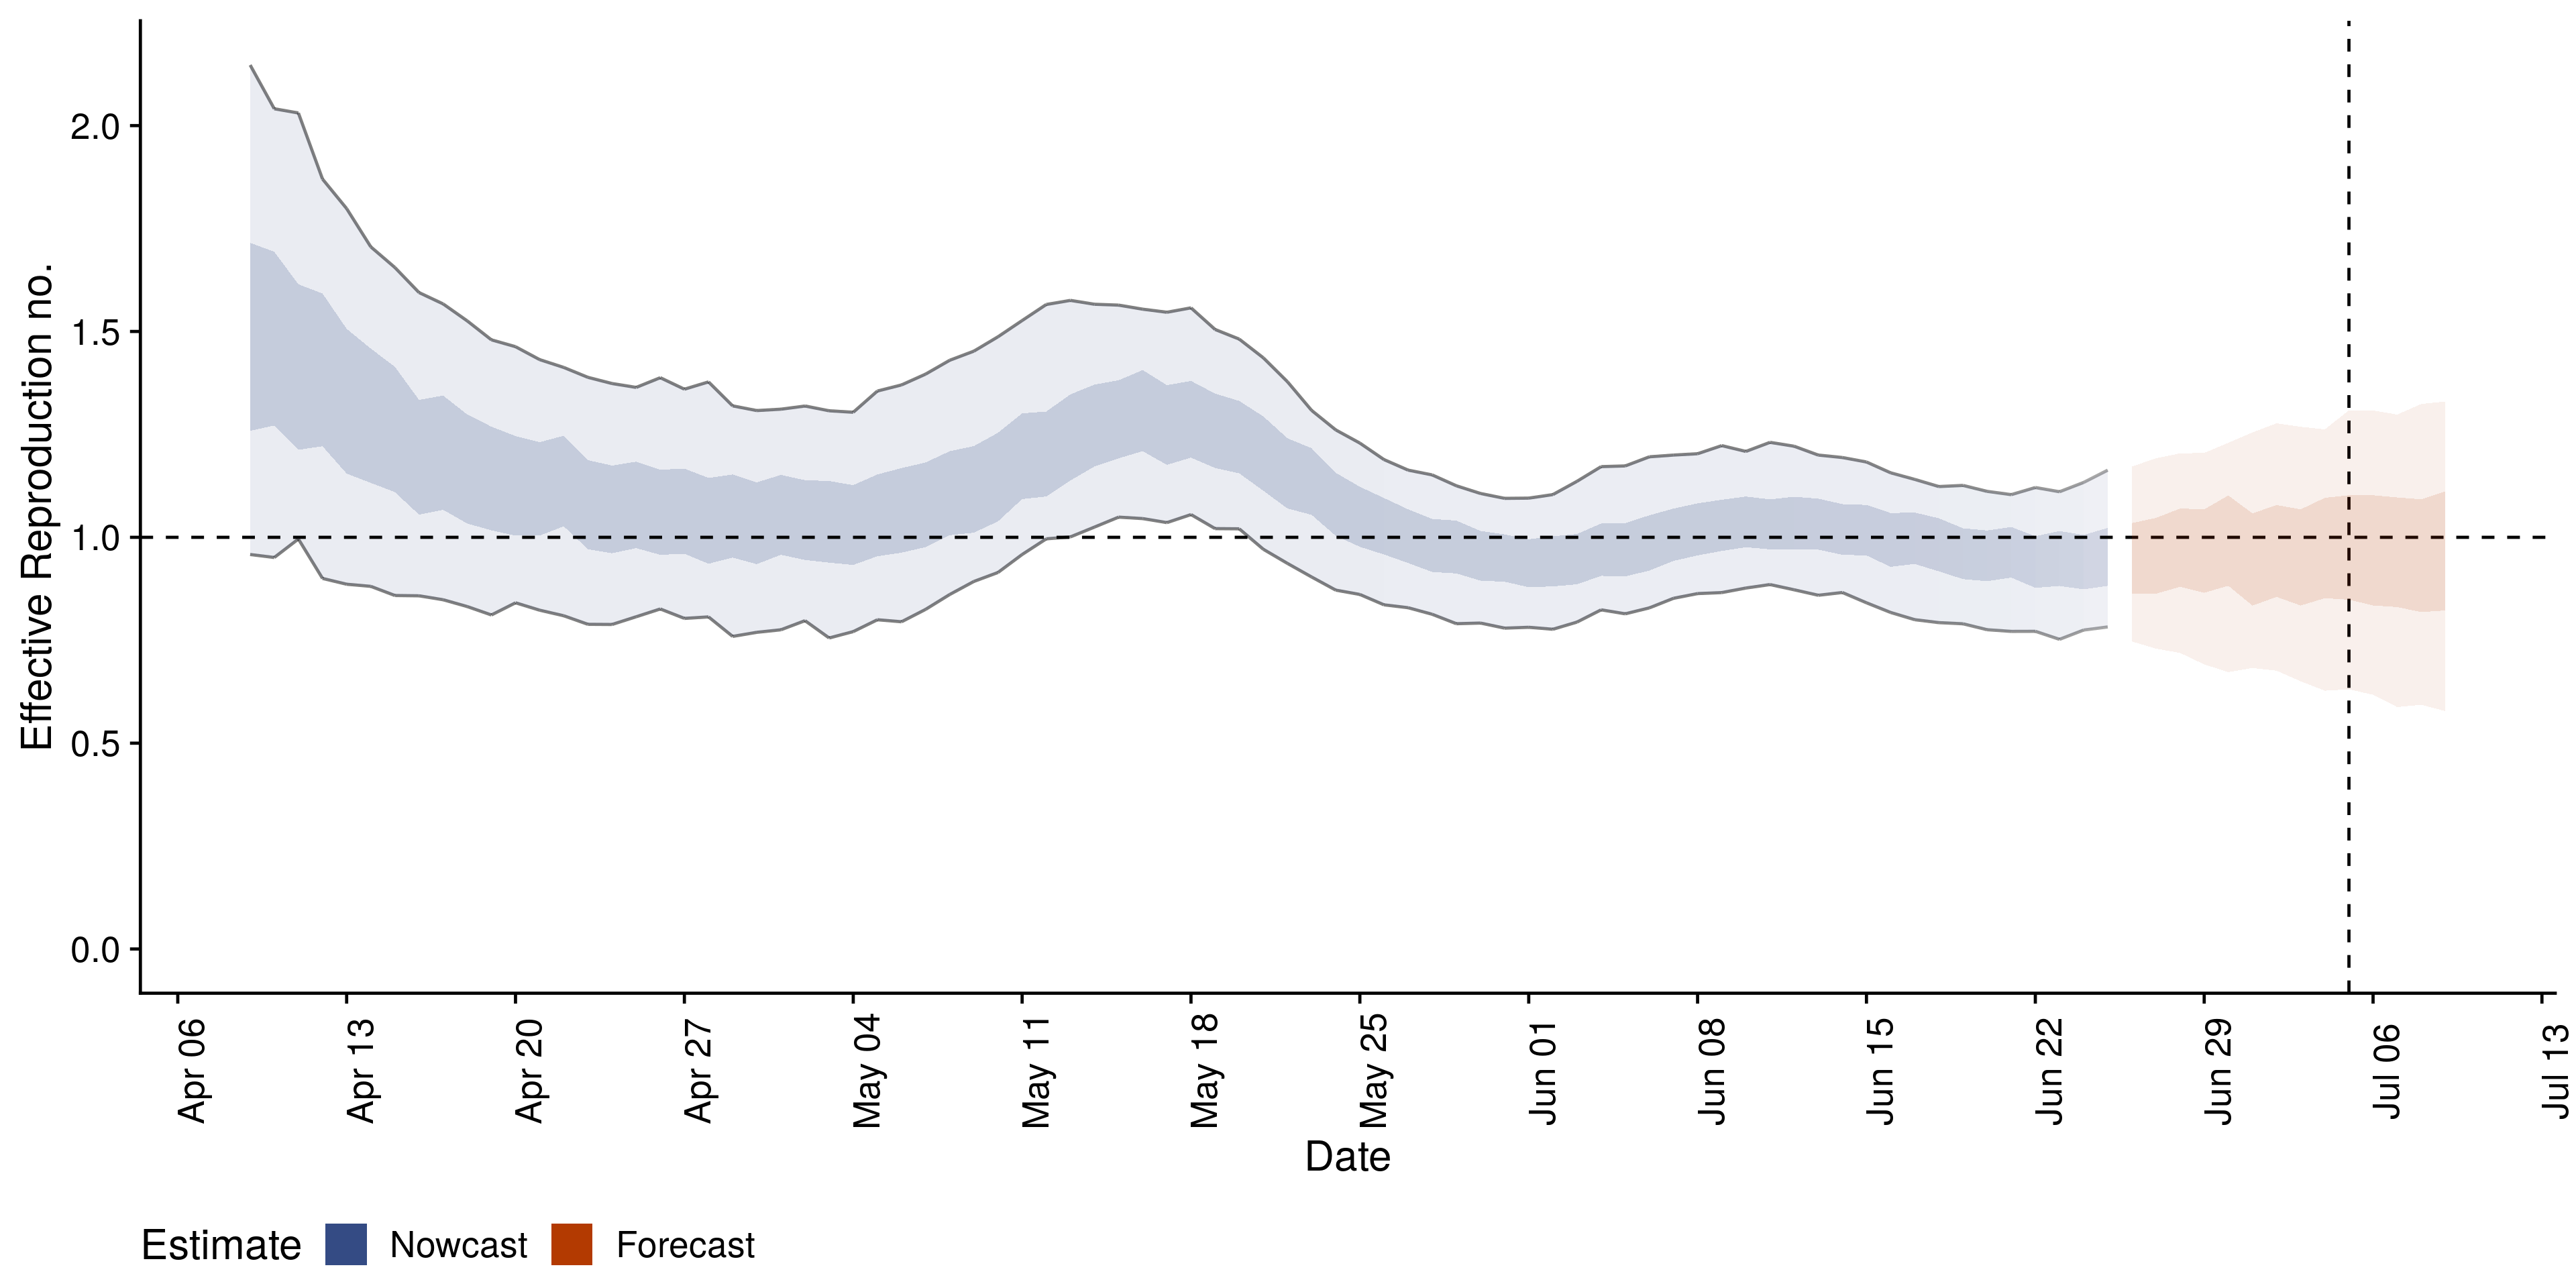 Effective Reproduction no.
2.0
1.5
1.0
0.5
0.0
Apr 06
Apr 13
Apr 20
Apr 27
May 04
May 11
May 18
May 25
Jun 01
Jun 08
Jun 15
Jun 22
Jun 29
Jul 06
Jul 13
Date
Estimate Nowcast Forecast